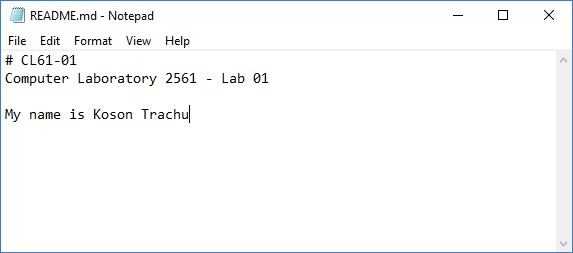 README.md - Notepad
File Edit Format View Help
# CL61-01
Computer Laboratory 2561 - Lab 01
My name is Koson Trachu